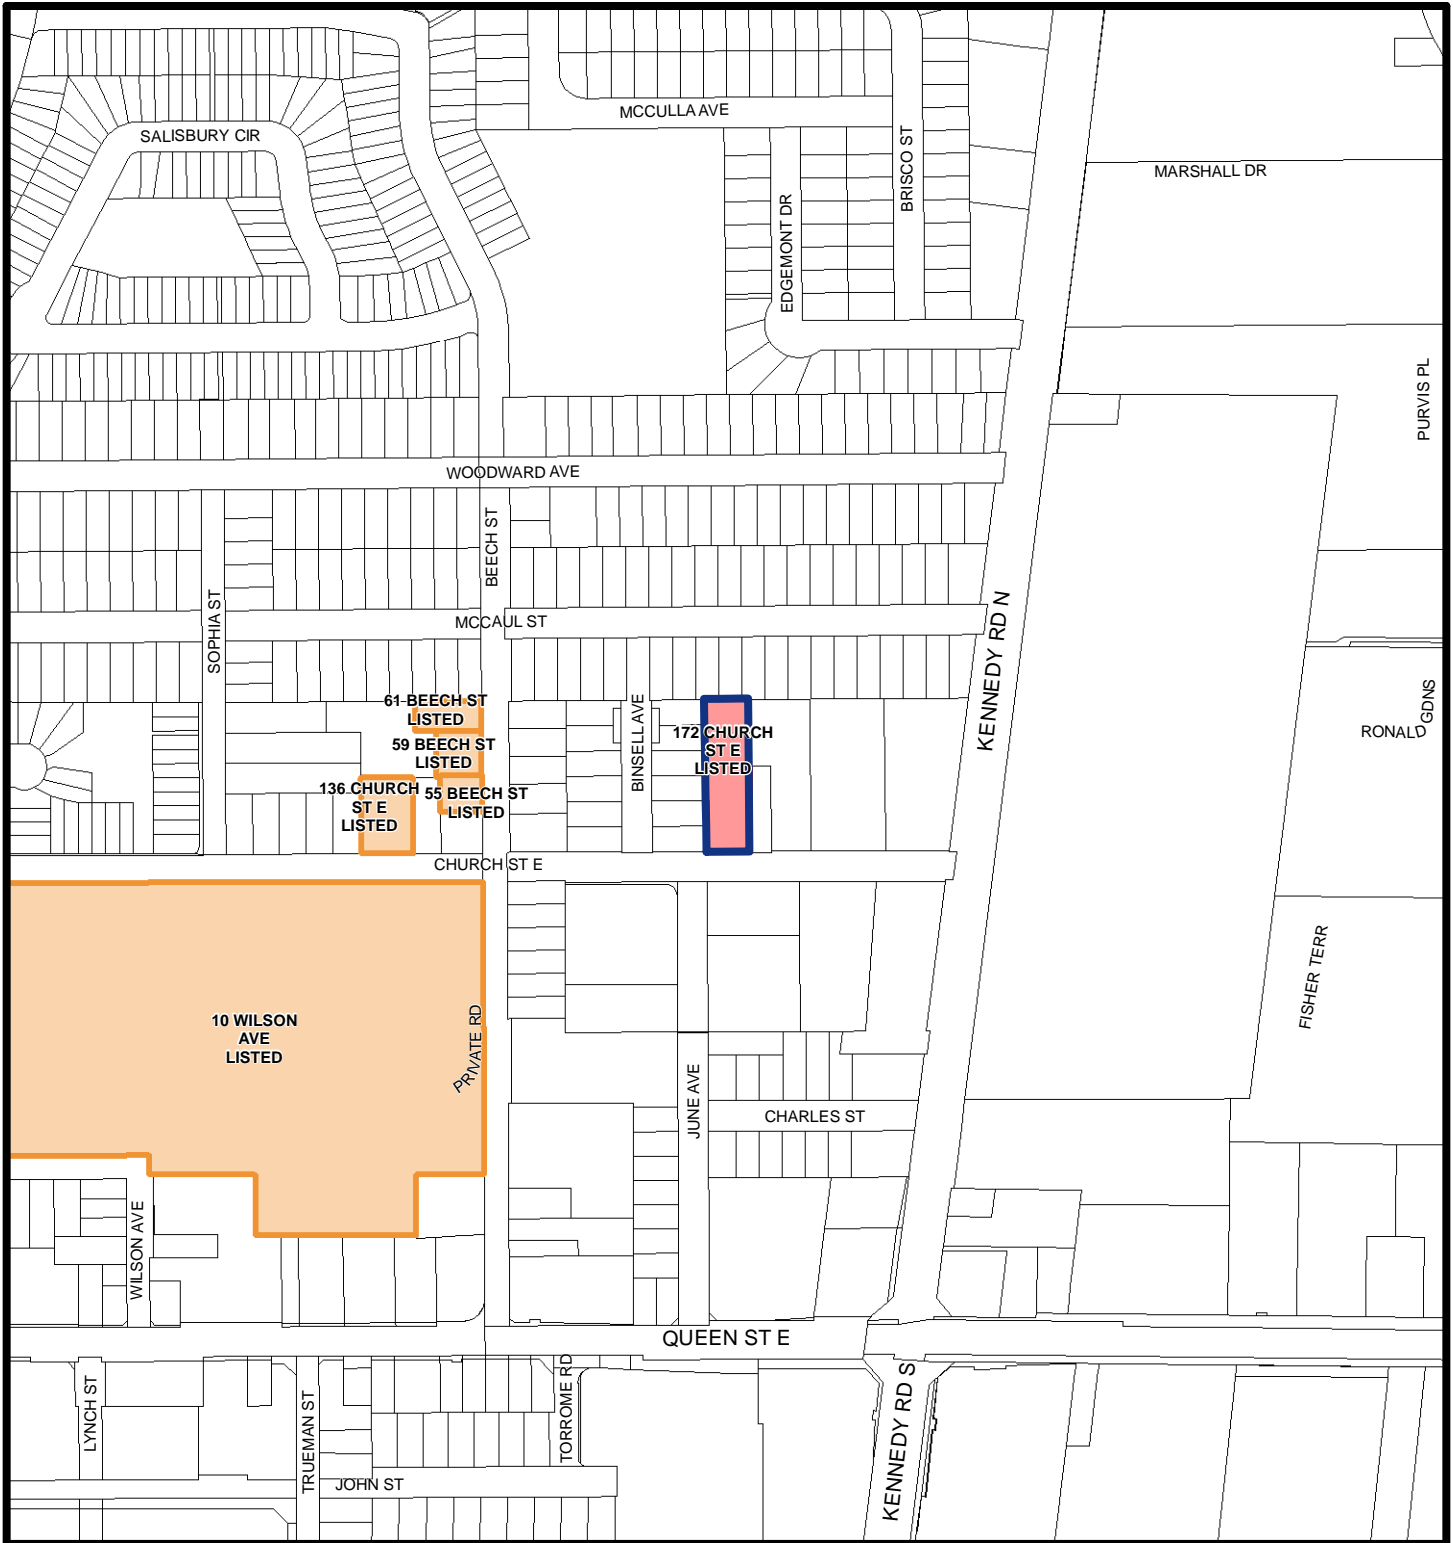 MCCULLA AVE
SALISBURY CIR
BRISCO ST
MARSHALL DR
EDGEMONT DR
PURVIS PL
WOODWARD AVE
BEECH ST
SOPHIA ST
MCCAUL ST
KENNEDY RD N
61 BEECH ST
LISTED
59 BEECH ST
LISTED
136 CHURCH
ST E
LISTED
55 BEECH ST
LISTED
BINSELL AVE
172 CHURCH
ST E
LISTED
RONALD
GDNS
CHURCH ST E
10 WILSON
AVE
LISTED
PRIVATE RD
FISHER TERR
JUNE AVE
CHARLES ST
WILSON AVE
QUEEN ST E
LYNCH ST
TRUEMAN ST
TORROME RD
KENNEDY RD S
JOHN ST